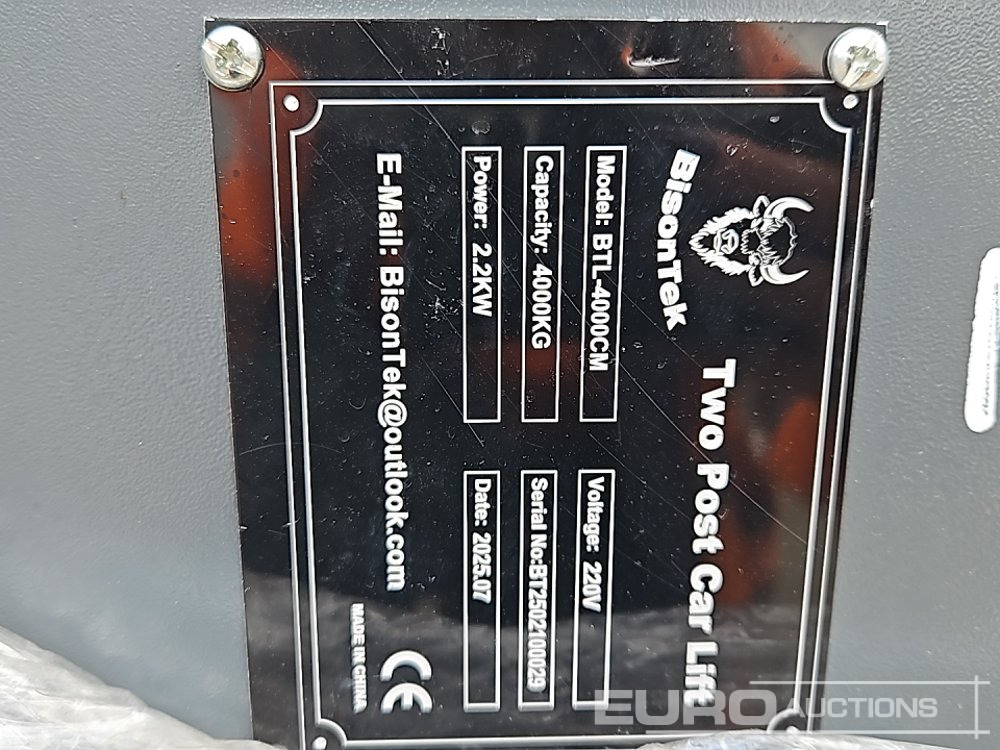 BisonTek
Two Post Car Lift
Model: BTL-4000CM
Voltage: 220V
Capacity: 4000KG
Serial No:BT2502100029
Power: 2.2KW
Date: 2025.07
E-Mail: BisonTek@outlook.com
CE
MADE IN CHINA
EURO AUCTIONS